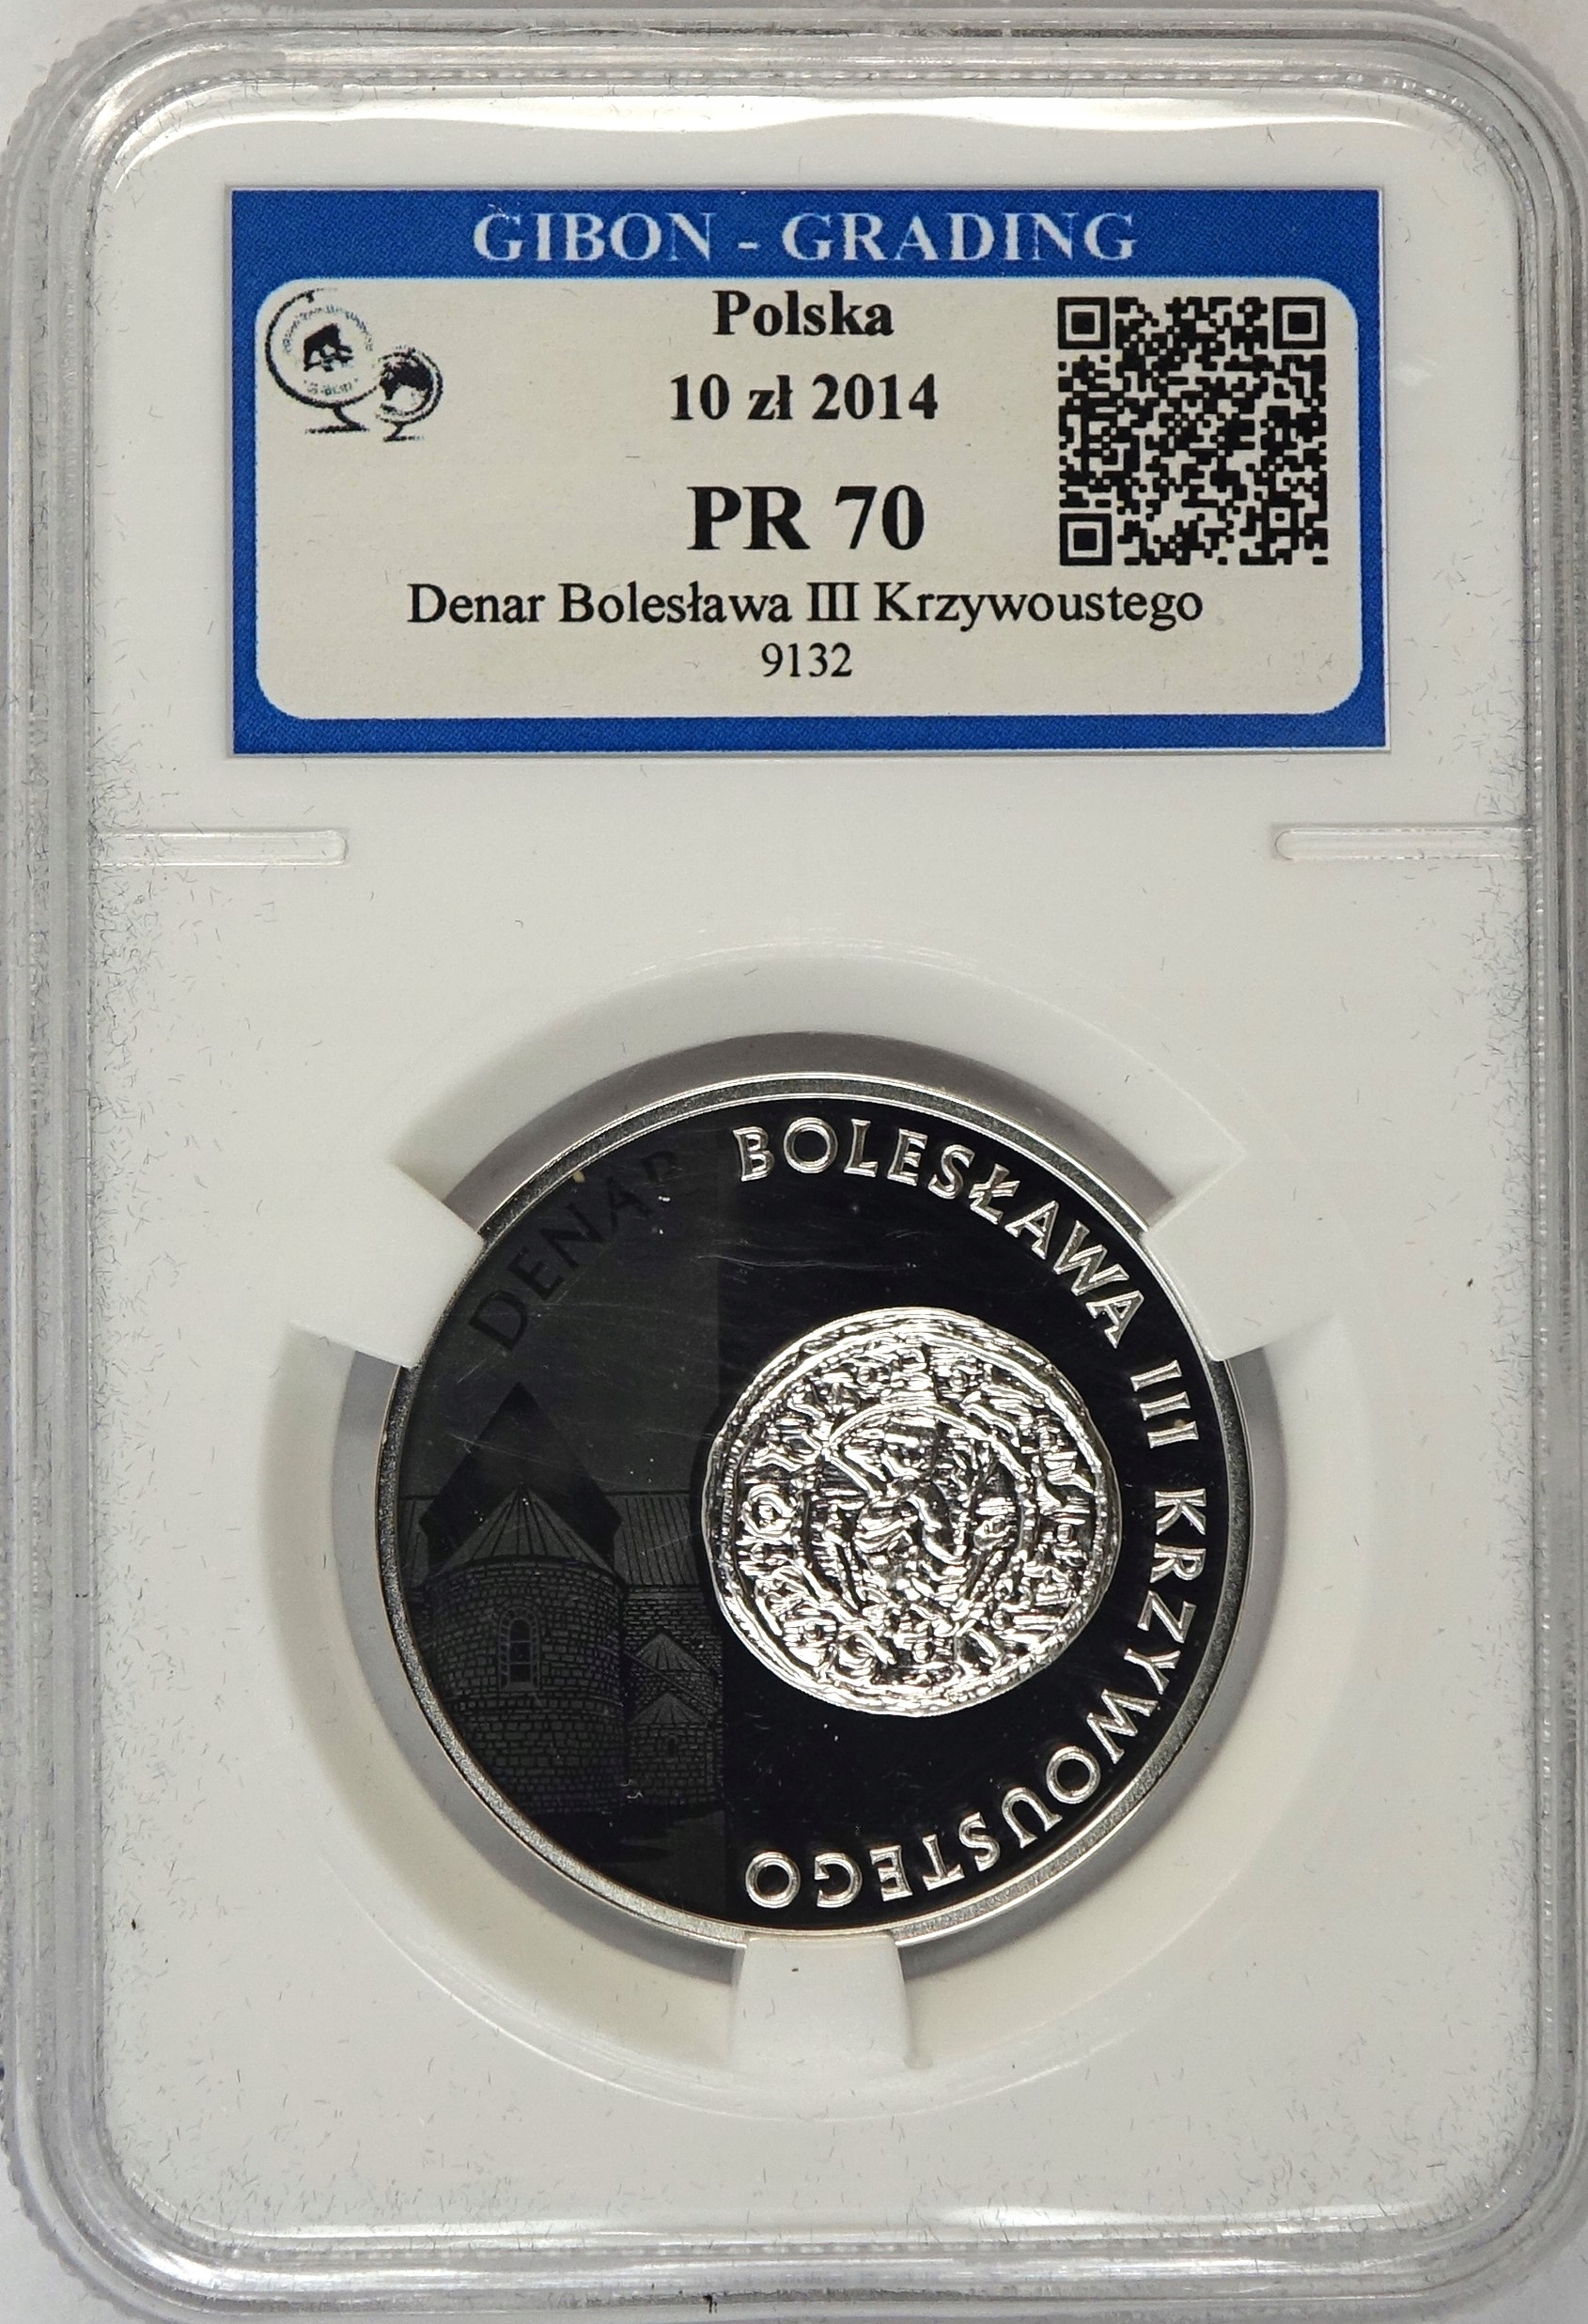 GIBON - GRADING
Polska
10 zł 2014
PR 70
Denar Bolesława III Krzywoustego
9132
DENAR BOLESŁAWA III KRZYWOUSTEGO